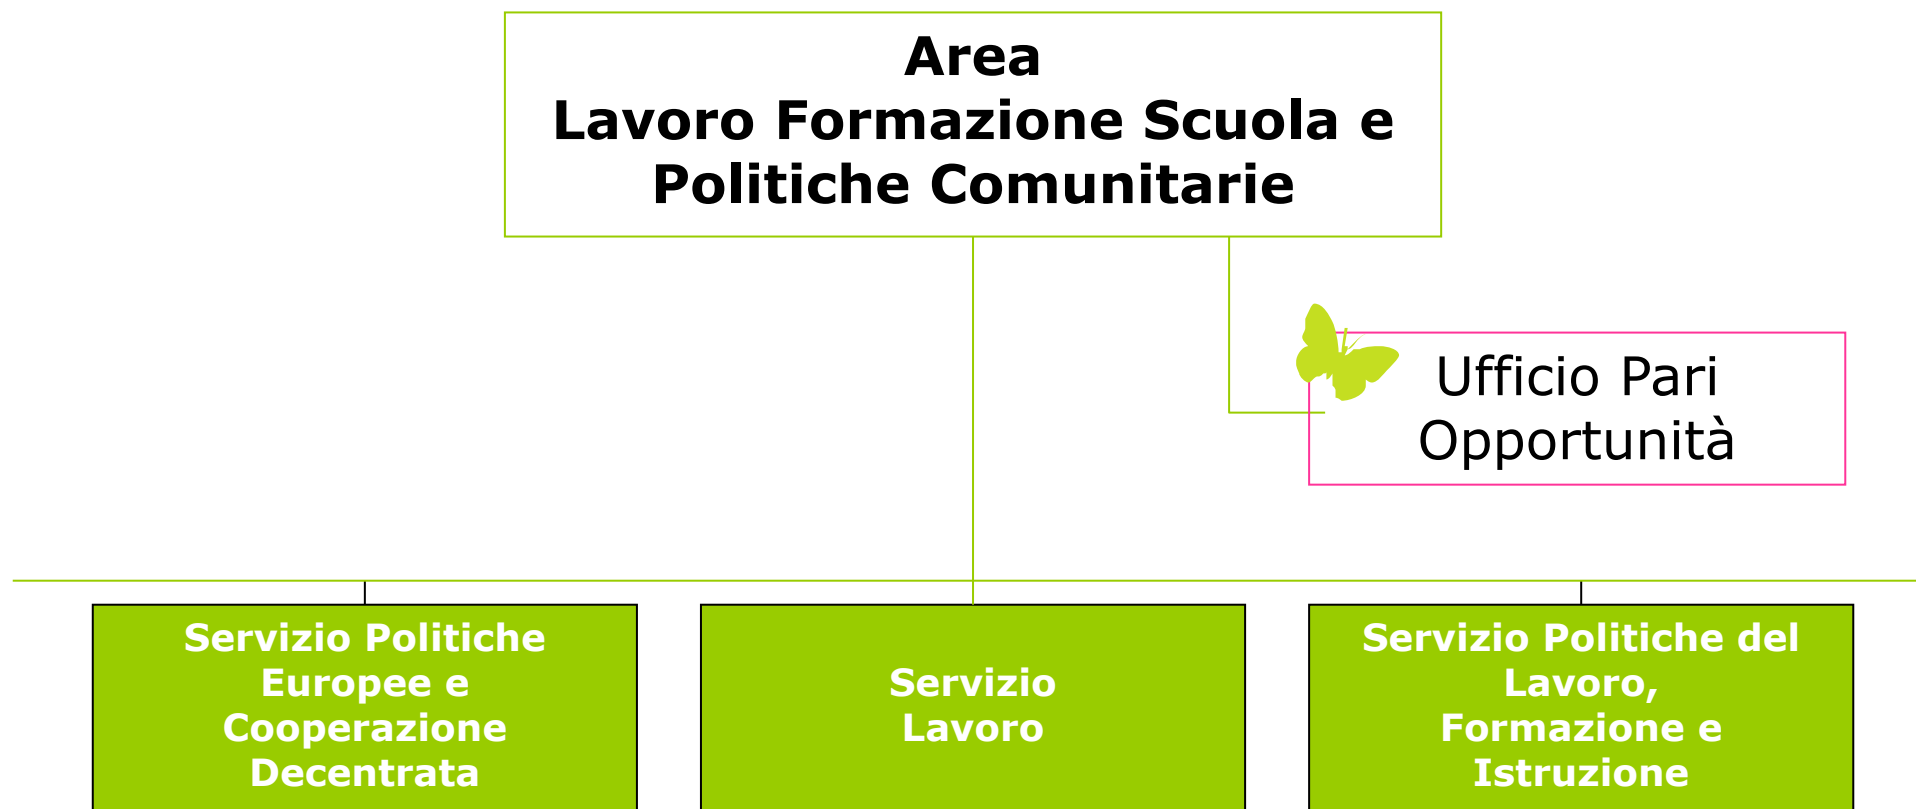 Area
Lavoro Formazione Scuola e
Politiche Comunitarie
Ufficio Pari
Opportunità
Servizio Politiche
Europee e
Cooperazione
Decentrata
Servizio
Lavoro
Servizio Politiche del
Lavoro,
Formazione e
Istruzione